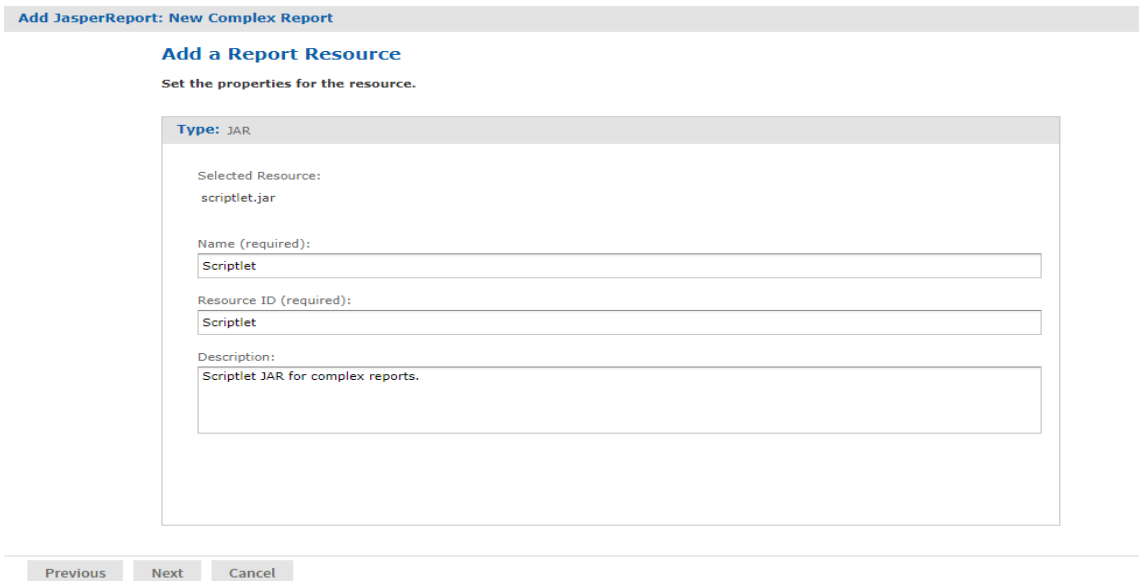 Add JasperReport: New Complex Report
Add a Report Resource
Set the properties for the resource.
Type: JAR
Selected Resource:
scriptlet.jar
Name (required):
Scriptlet
Resource ID (required):
Scriptlet
Description:
Scriptlet JAR for complex reports.
Previous Next Cancel